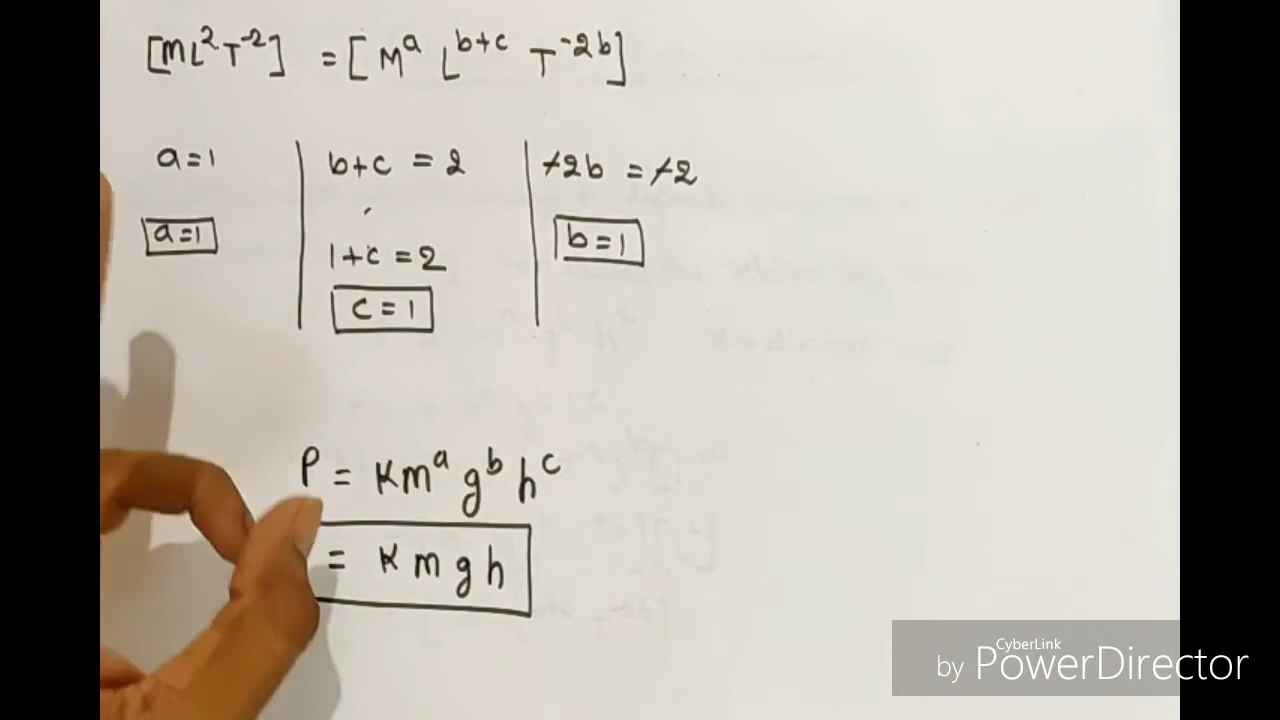 [ML²T⁻²] = [Mᵃ Lᵇ⁺ᶜ T⁻²ᵇ]
a=1
b+c = 2
-2b = -2
a=1
1+c = 2
b=1
c=1
P = Kmᵃ gᵇ hᶜ
= K m g h
CyberLink
by PowerDirector